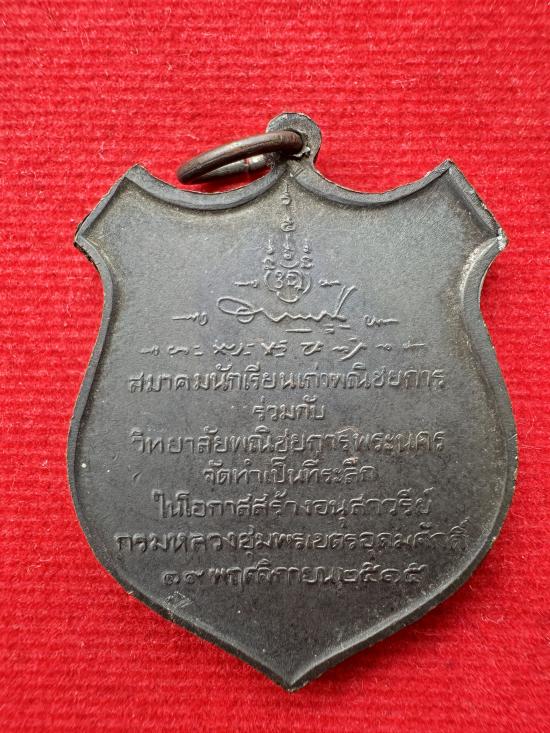 สมาคมนักเรียนเก่าพณิชยการ
ร่วมกับ
วิทยาลัยพณิชยการพระนคร
จัดทำเป็นที่ระลึก
ในโอกาสสร้างอนุสาวรีย์
กรมหลวงชุมพรเขตรอุดมศักดิ์
๑๙ พฤศจิกายน ๒๕๑๕